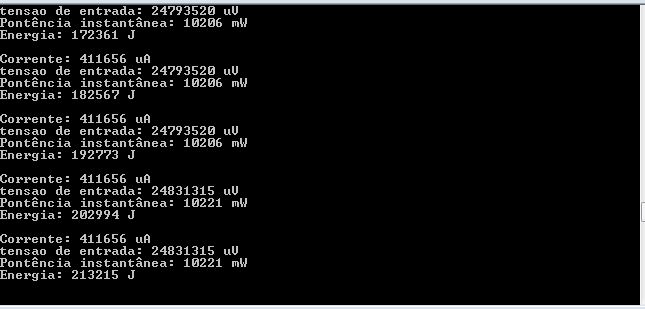 tensao de entrada: 24793520 uV
Pontência instantânea: 10206 mW
Energia: 172361 J
Corrente: 411656 uA
tensao de entrada: 24793520 uV
Pontência instantânea: 10206 mW
Energia: 182567 J
Corrente: 411656 uA
tensao de entrada: 24793520 uV
Pontência instantânea: 10206 mW
Energia: 192773 J
Corrente: 411656 uA
tensao de entrada: 24831315 uV
Pontência instantânea: 10221 mW
Energia: 202994 J
Corrente: 411656 uA
tensao de entrada: 24831315 uV
Pontência instantânea: 10221 mW
Energia: 213215 J